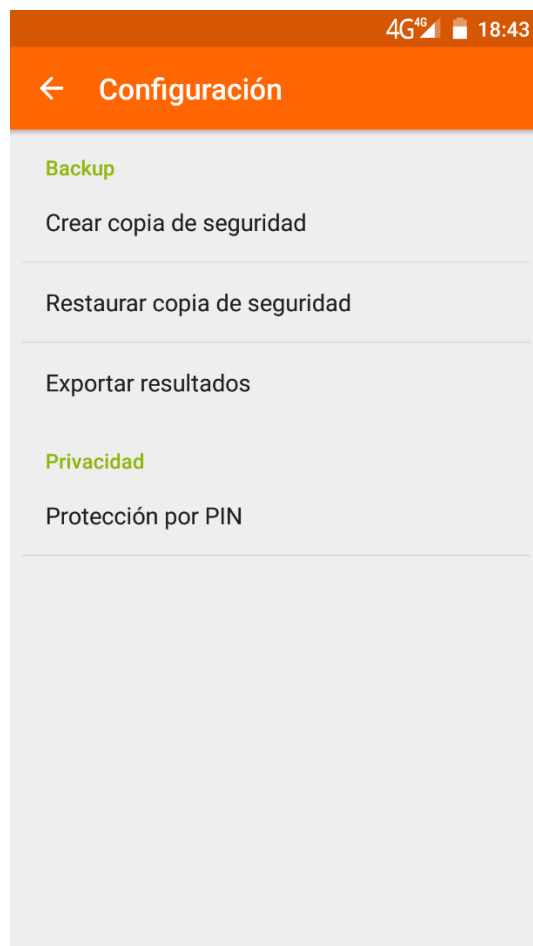 4G 4G 18:43
Configuración
Backup
Crear copia de seguridad
Restaurar copia de seguridad
Exportar resultados
Privacidad
Protección por PIN